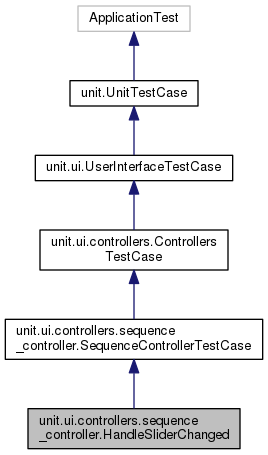 ApplicationTest
unit.UnitTestCase
unit.ui.UserInterfaceTestCase
unit.ui.controllers.Controllers
TestCase
unit.ui.controllers.sequence
_controller.SequenceControllerTestCase
unit.ui.controllers.sequence
_controller.HandleSliderChanged